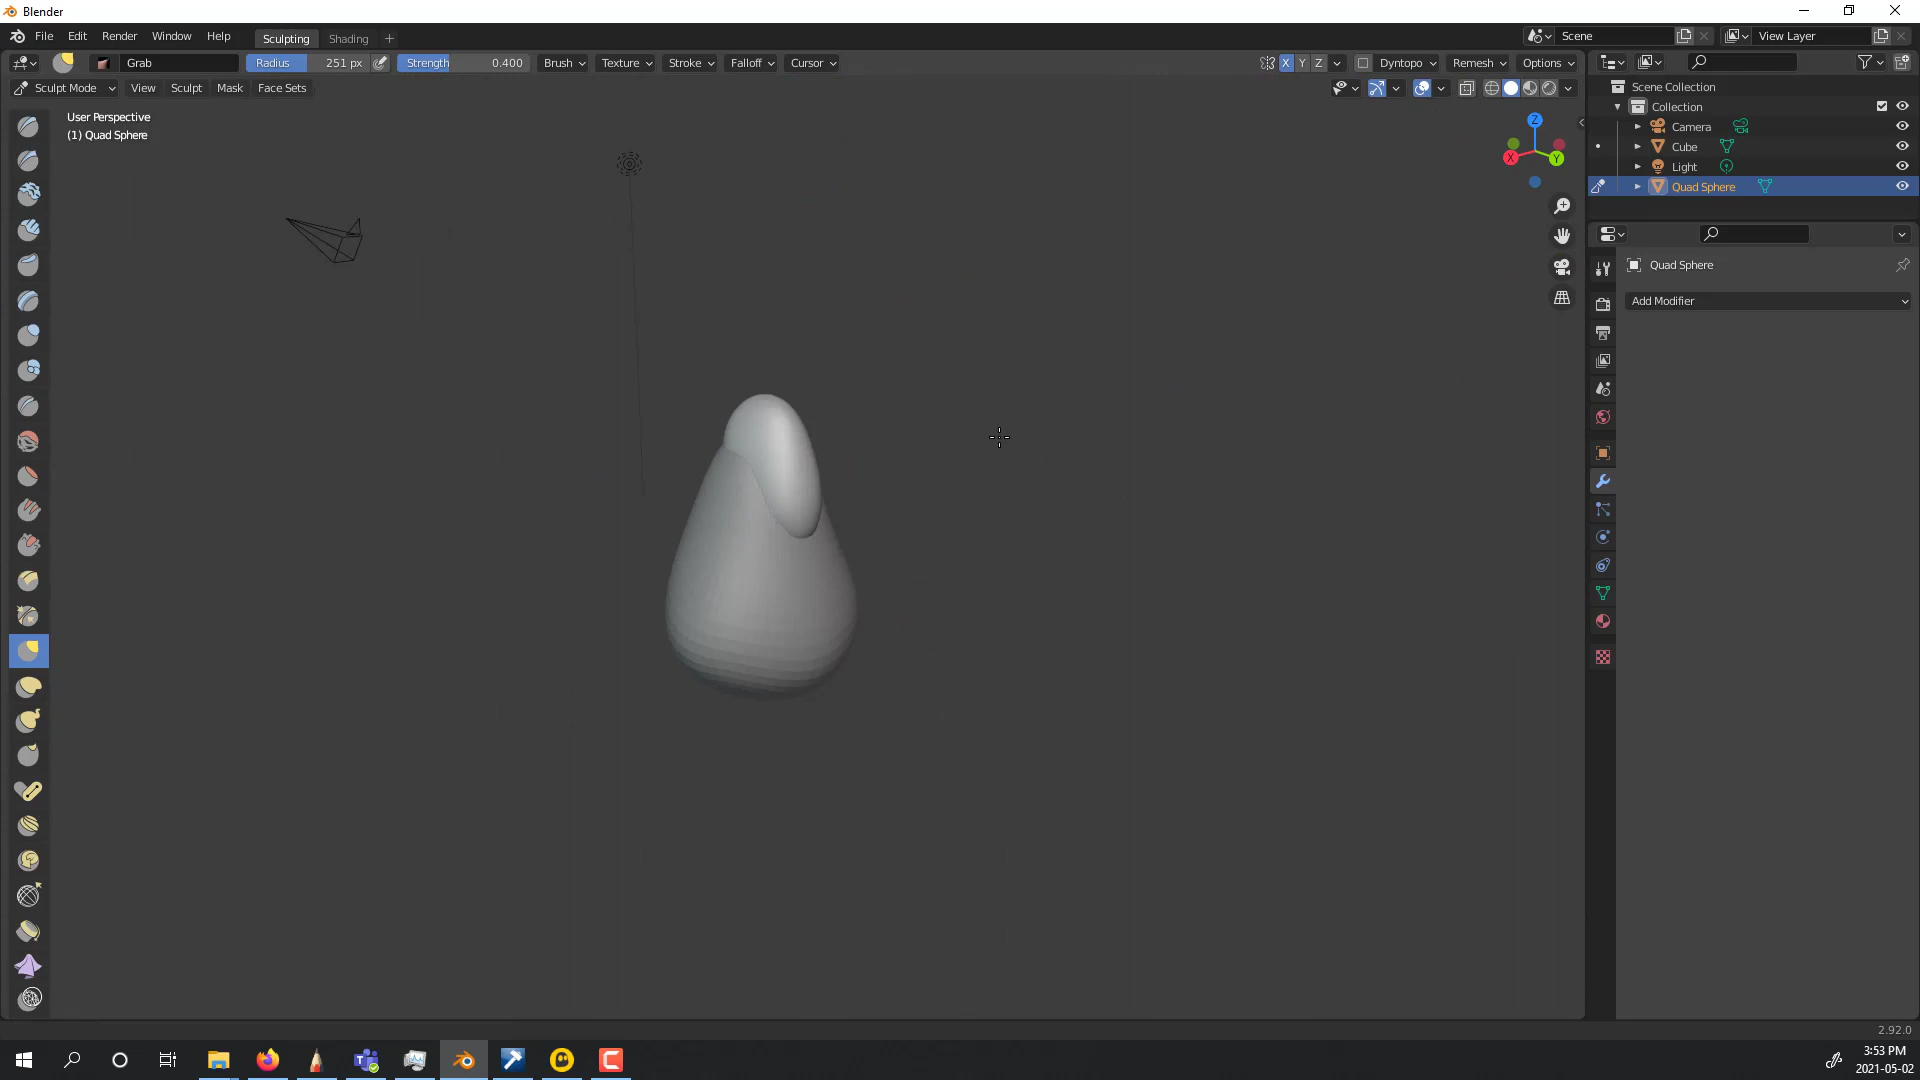 Blender
File Edit Render Window Help Sculpting Shading + Scene View Layer
Grab Radius 251 px Strength 0.400 Brush Texture Stroke Falloff Cursor X Y Z Dyntopo Remesh Options
Sculpt Mode View Sculpt Mask Face Sets
User Perspective
(1) Quad Sphere
Z
X
Y
Scene Collection
Collection
Camera
Cube
Light
Quad Sphere
Quad Sphere
Add Modifier
2.92.0
3:53 PM
2021-05-02